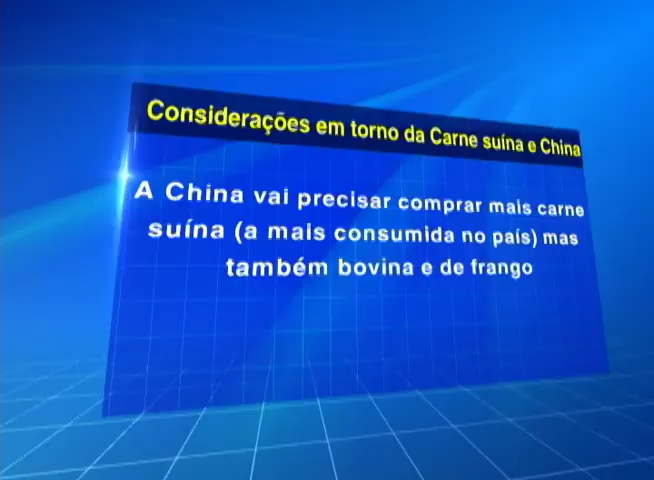 Considerações em torno da Carne suína e China
A China vai precisar comprar mais carne
suína (a mais consumida no país) mas
também bovina e de frango